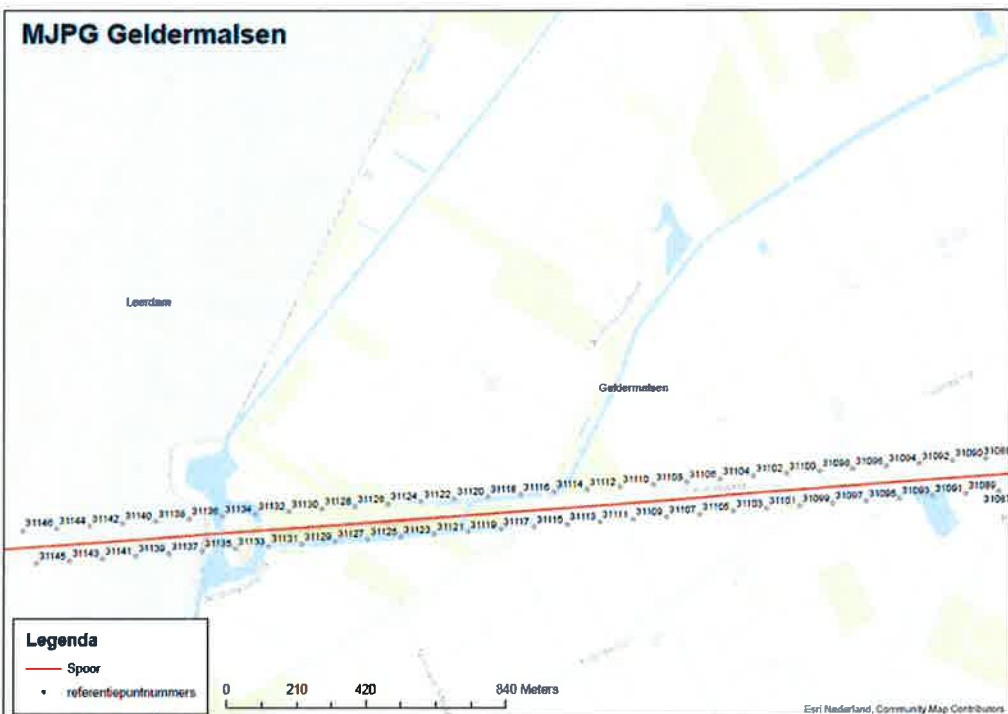 MJPG Geldermalsen
Leerdam
Geldermalsen
31146 31144 31142 31140 31138 31136 31134 31132 31130 31128 31126 31124 31122 31120 31118 31116 31114 31112 31110 31108 31106 31104 31102 31100 31098 31096 31094 31092 31090 31088
31145 31143 31141 31139 31137 31135 31133 31131 31129 31127 31125 31123 31121 31119 31117 31115 31113 31111 31109 31107 31105 31103 31101 31099 31097 31095 31093 31091 31089 31087
Legenda
Spoor
referentiepuntnummers
0 210 420 840 Meters
Esri Nederland, Community Map Contributors